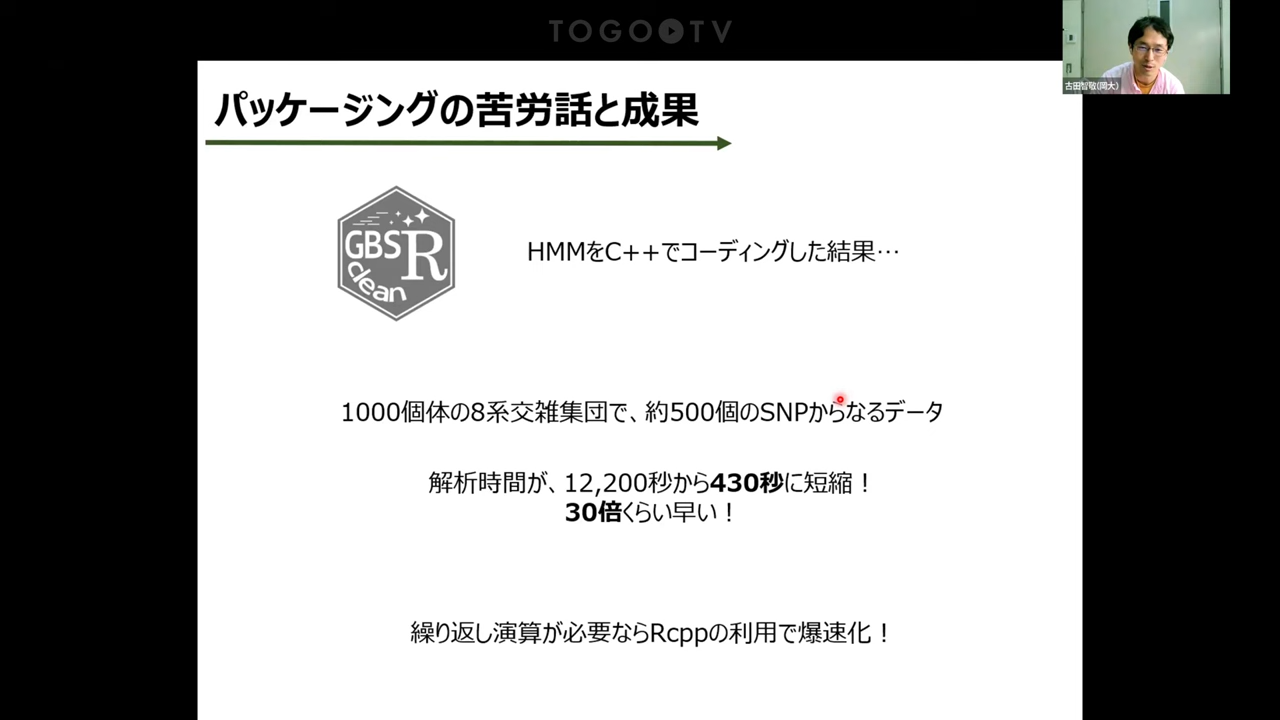 TOGO TV
古田智敬(岡大)
パッケージングの苦労話と成果
GBS R
clean
HMMをC++でコーディングした結果…
1000個体の8系交雑集団で、約500個のSNPからなるデータ
解析時間が、12,200秒から430秒に短縮！
30倍くらい早い！
繰り返し演算が必要ならRcppの利用で爆速化！